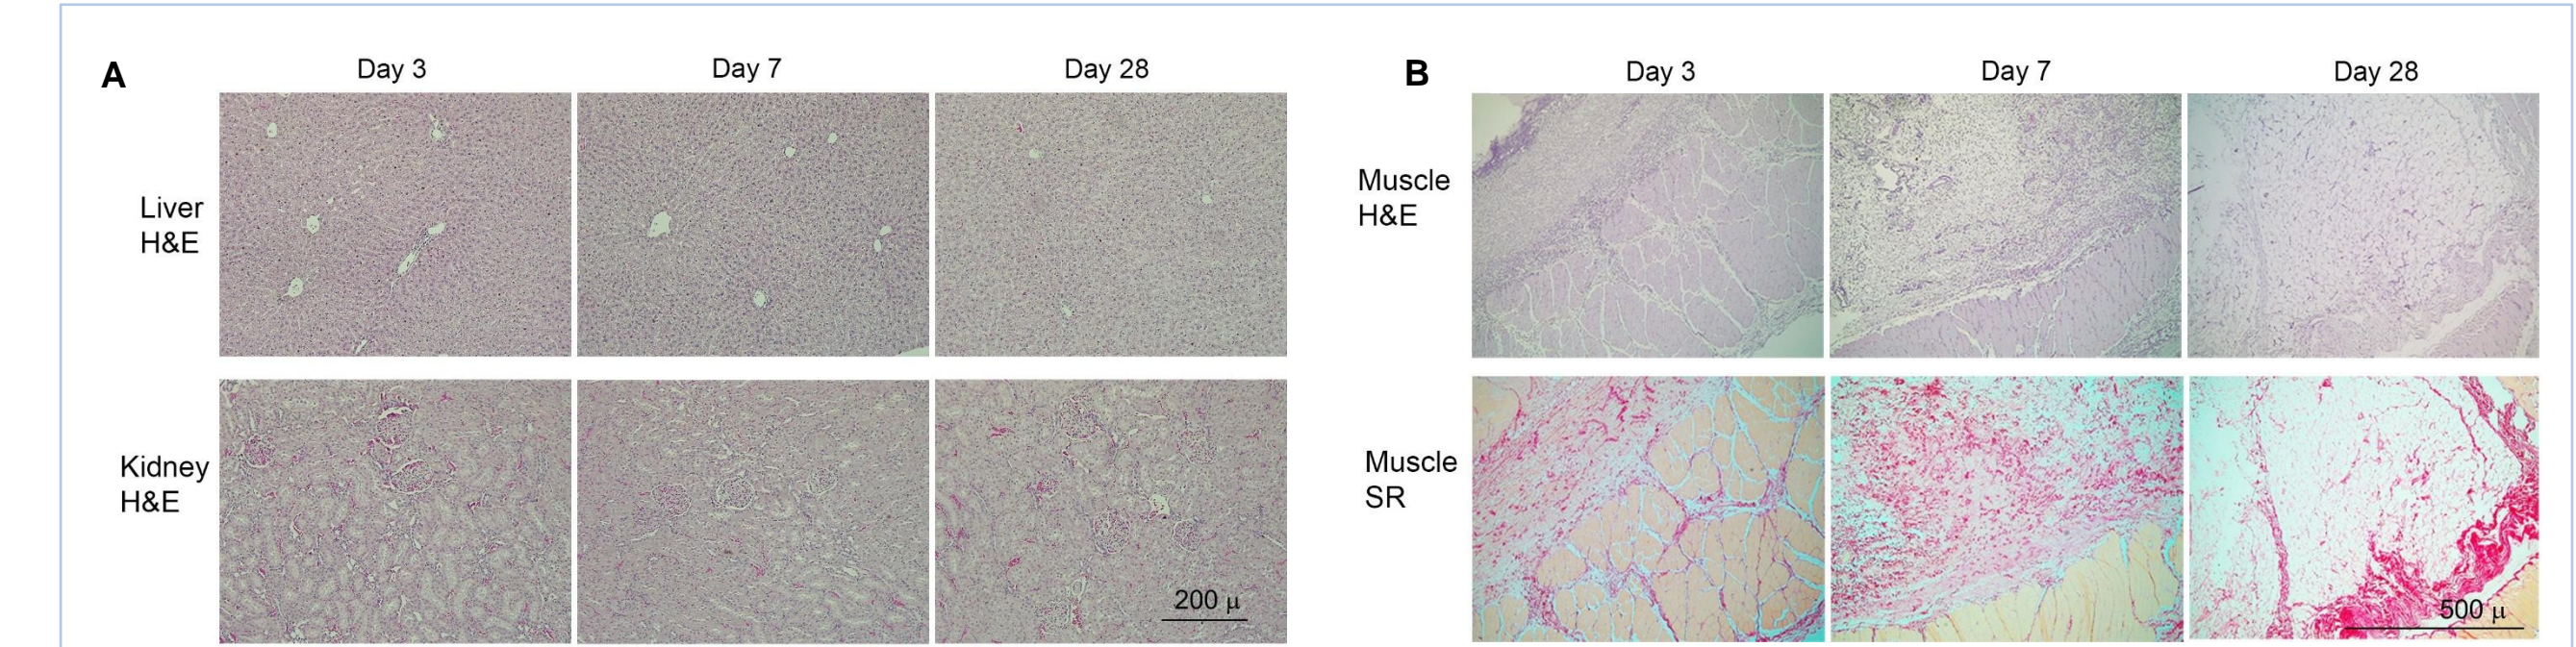 A
Day 3
Day 7
Day 28
Liver
H&E
Kidney
H&E
200 μ
B
Day 3
Day 7
Day 28
Muscle
H&E
Muscle
SR
500 μ